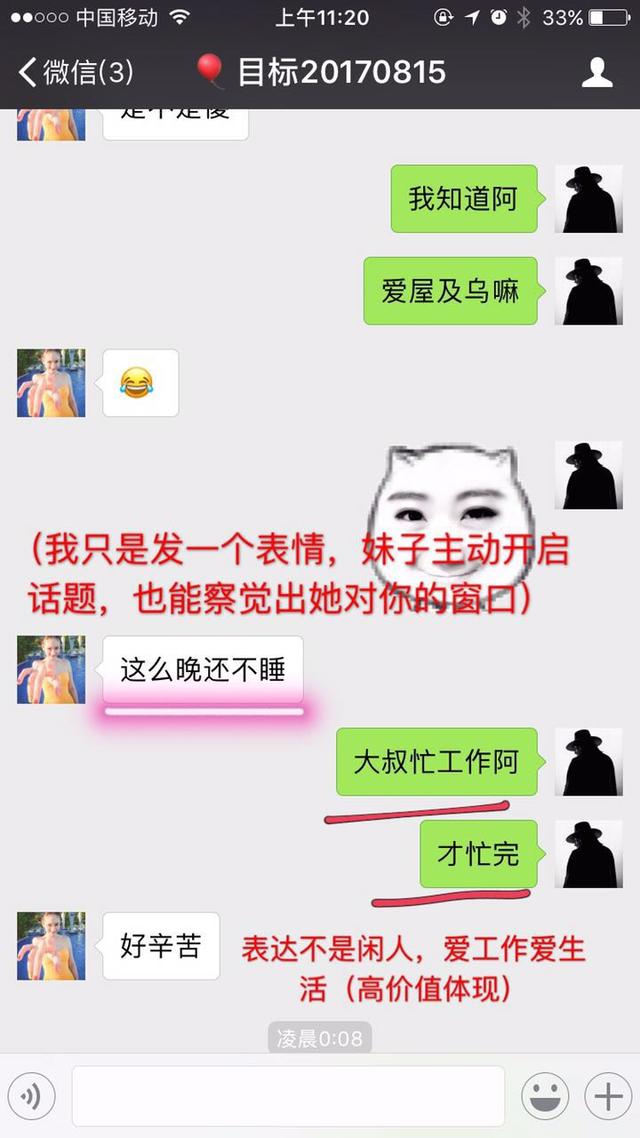 中国移动
上午11:20
33%
微信(3)
目标20170815
是不是傻
我知道阿
爱屋及乌嘛
（我只是发一个表情，妹子主动开启
话题，也能察觉出她对你的窗口）
这么晚还不睡
大叔忙工作阿
才忙完
好辛苦
表达不是闲人，爱工作爱生
活（高价值体现）
凌晨0:08